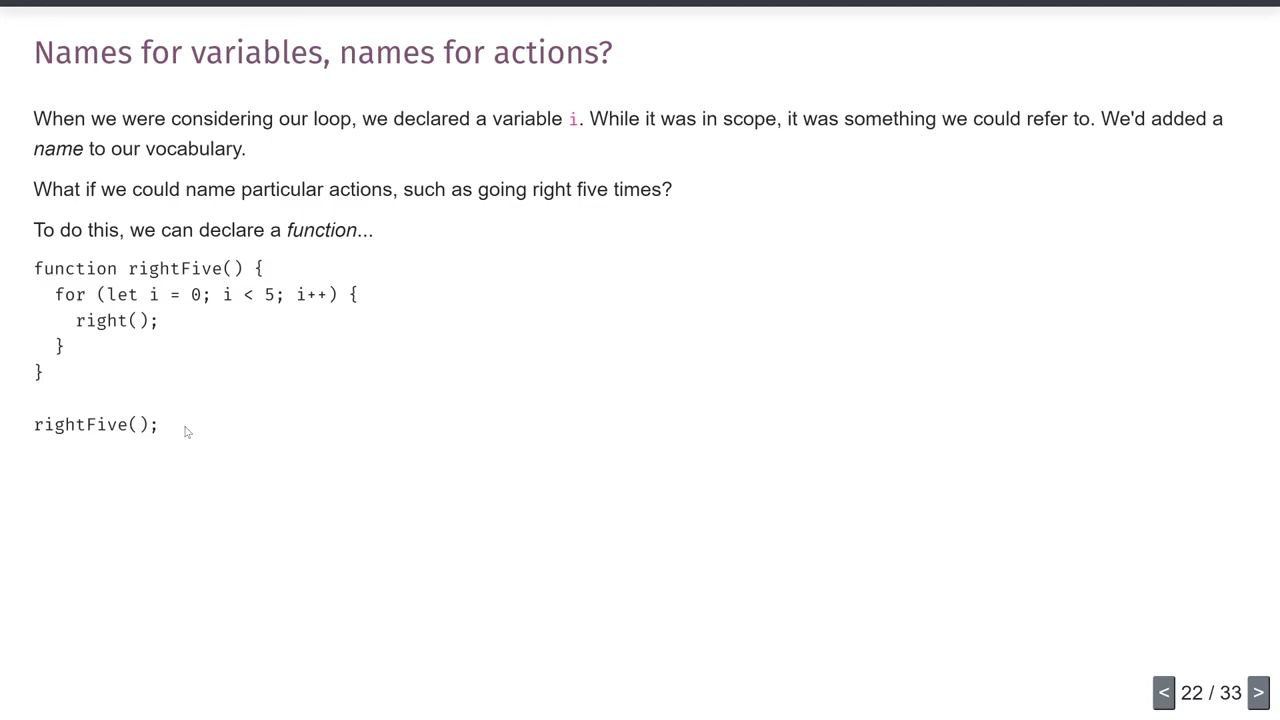 Names for variables, names for actions?
When we were considering our loop, we declared a variable i. While it was in scope, it was something we could refer to. We'd added a
name to our vocabulary.
What if we could name particular actions, such as going right five times?
To do this, we can declare a function...
function rightFive() {
  for (let i = 0; i < 5; i++) {
    right();
  }
}
rightFive();
< 22 / 33 >